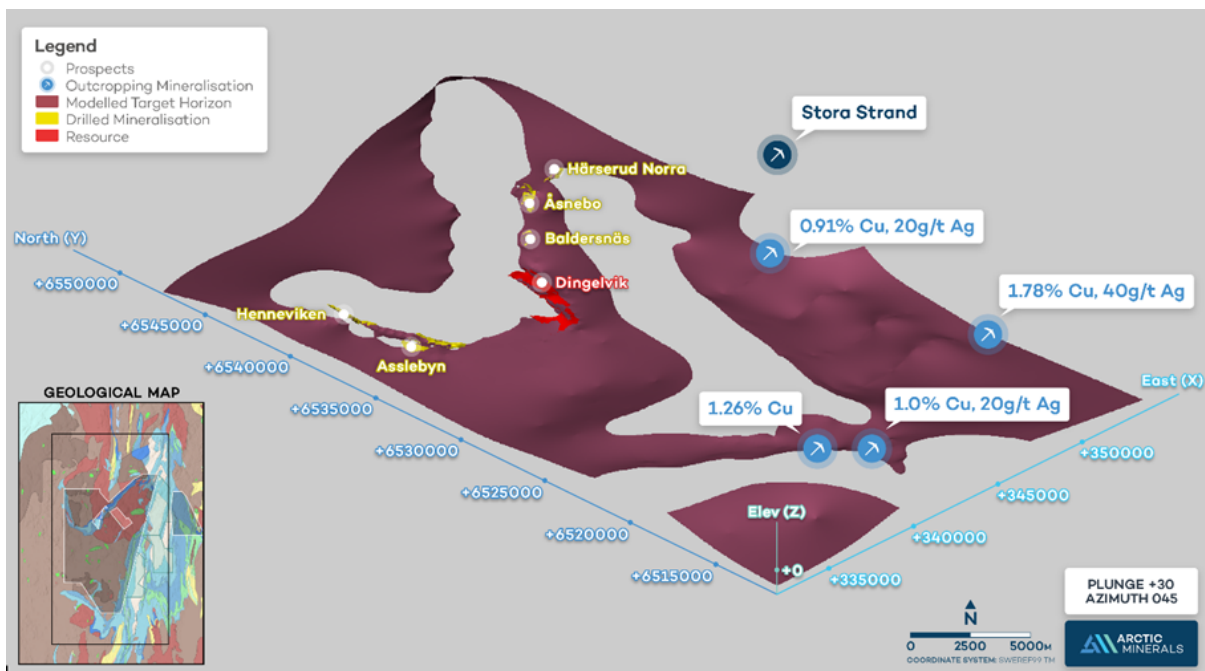 Legend
Prospects
Outcropping Mineralisation
Modelled Target Horizon
Drilled Mineralisation
Resource
Stora Strand
Härserud Norra
Åsnebo
Baldersnäs
Dingelvik
Henneviken
Asslebyn
0.91% Cu, 20g/t Ag
1.78% Cu, 40g/t Ag
1.26% Cu
1.0% Cu, 20g/t Ag
North (Y)
+6550000
+6545000
+6540000
+6535000
+6530000
+6525000
+6520000
+6515000
East (X)
+350000
+345000
+340000
+335000
Elev (Z)
+0
GEOLOGICAL MAP
N
0 2500 5000M
COORDINATE SYSTEM: SWEREF99 TM
PLUNGE +30
AZIMUTH 045
ARCTIC
MINERALS